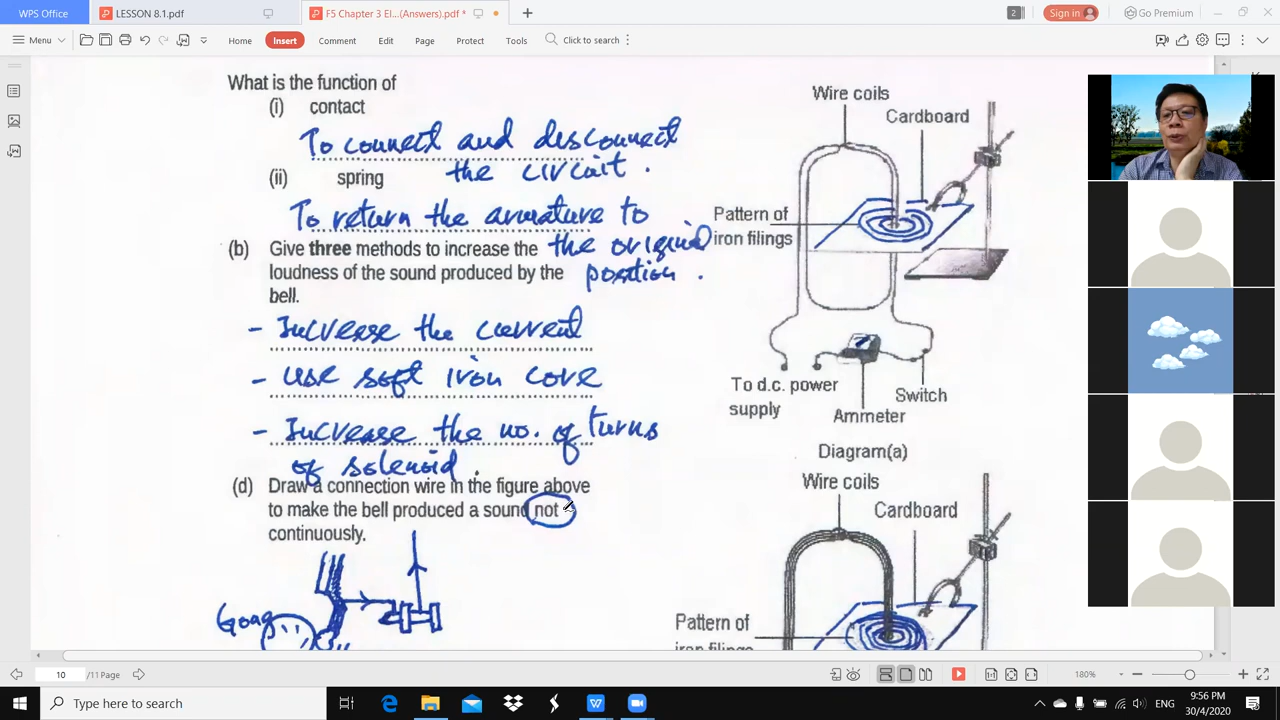 WPS Office
LESSON 8.1.pdf
F5 Chapter 3 El...(Answers).pdf *
+
2
Sign in
Go Premium
Menu
Home
Insert
Comment
Edit
Page
Protect
Tools
Click to search
What is the function of
(i) contact
To connect and disconnect
the circuit.
(ii) spring
To return the armature to
the original
position.
(b) Give three methods to increase the
loudness of the sound produced by the
bell.
- Increase the current
- Use soft iron core
- Increase the no. of turns
of solenoid.
(d) Draw a connection wire in the figure above
to make the bell produced a sound not
continuously.
Gong
Wire coils
Cardboard
Pattern of
iron filings
To d.c. power
supply
Switch
Ammeter
Diagram(a)
Wire coils
Cardboard
Pattern of
iron filings
10 /11 Page
180%
Type here to search
ENG
9:56 PM
30/4/2020